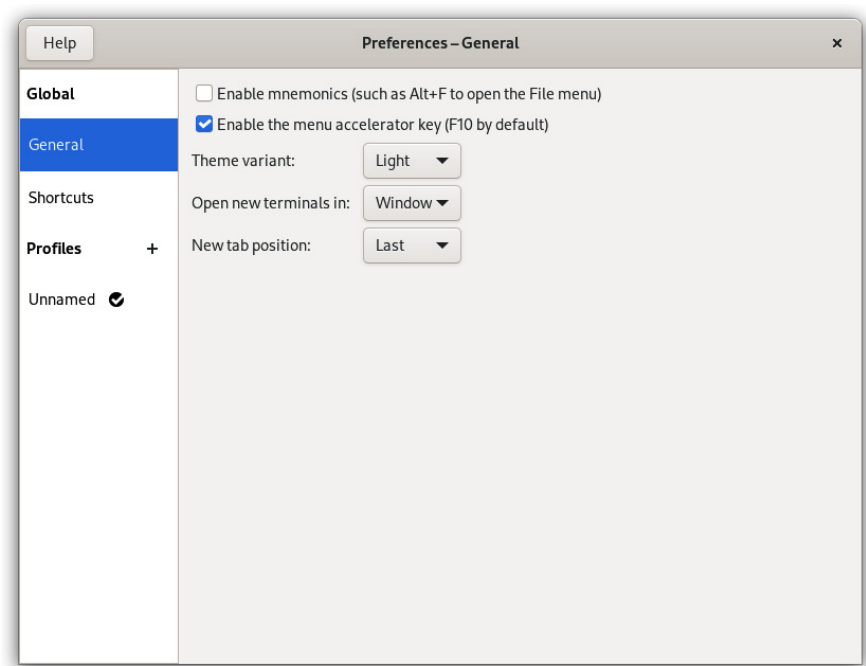 Help
Preferences – General
Global
General
Shortcuts
Profiles +
Unnamed
Enable mnemonics (such as Alt+F to open the File menu)
Enable the menu accelerator key (F10 by default)
Theme variant: Light
Open new terminals in: Window
New tab position: Last